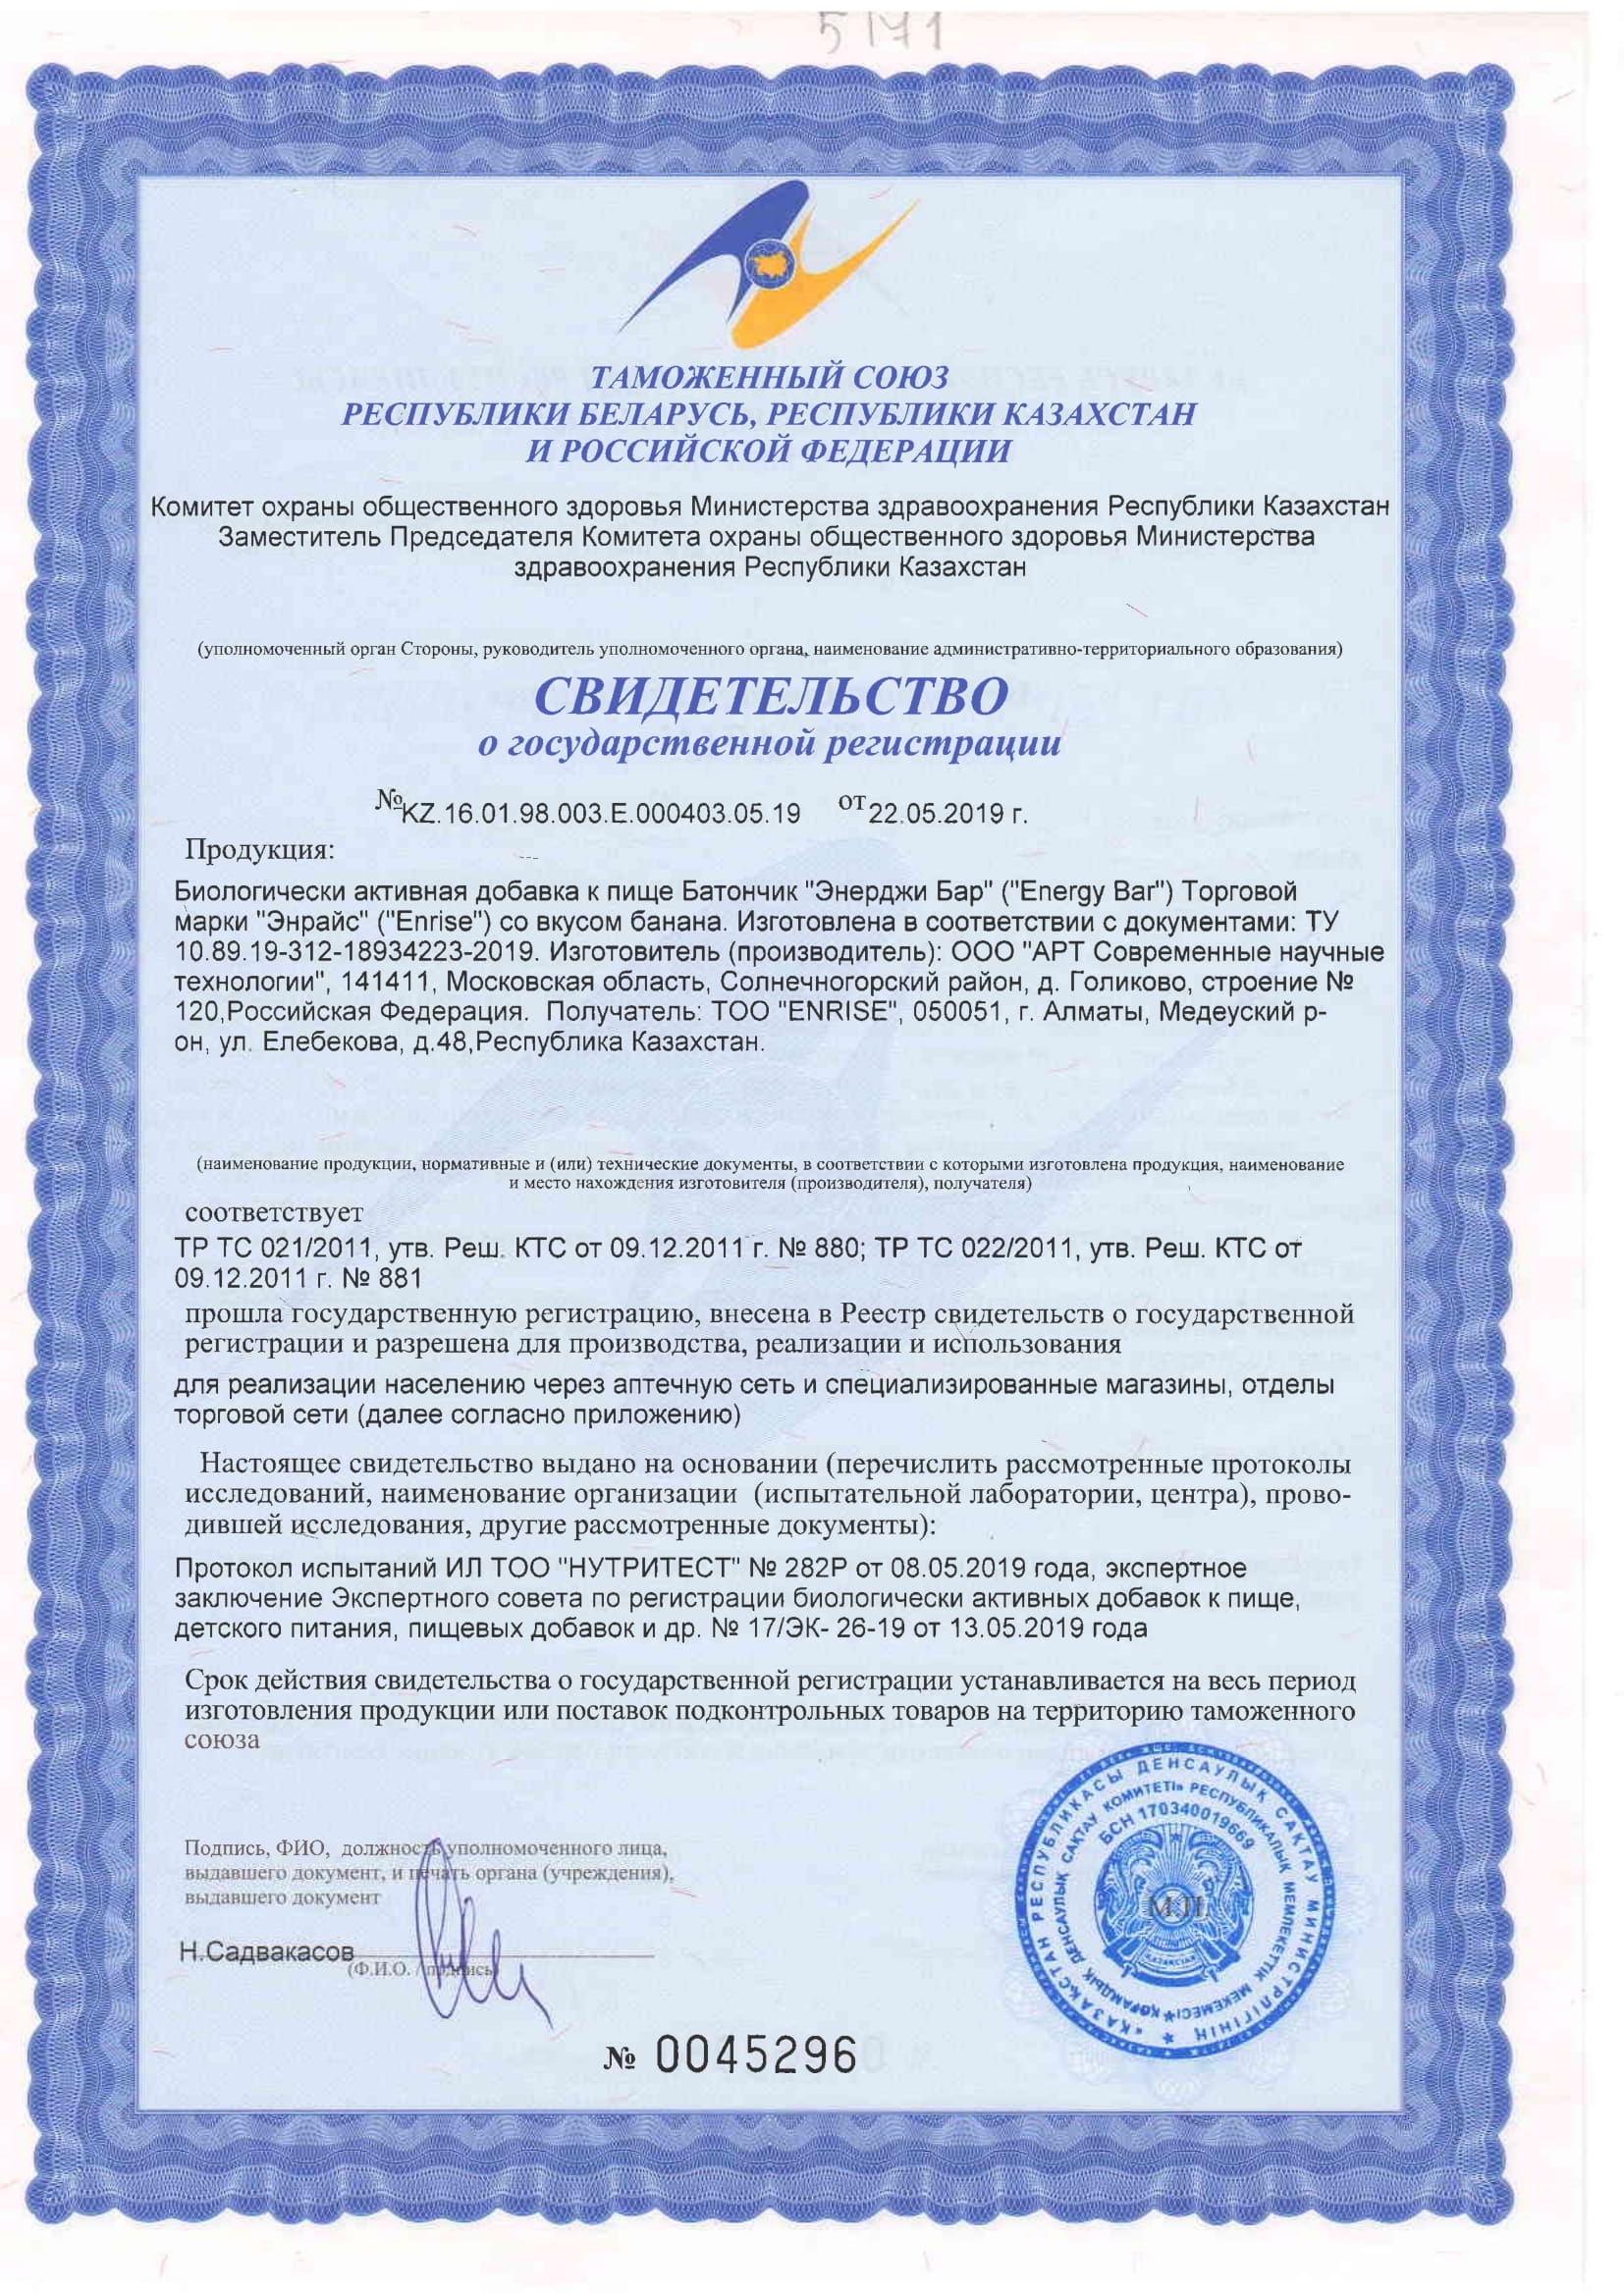 5171
ТАМОЖЕННЫЙ СОЮЗ
РЕСПУБЛИКИ БЕЛАРУСЬ, РЕСПУБЛИКИ КАЗАХСТАН
И РОССИЙСКОЙ ФЕДЕРАЦИИ
Комитет охраны общественного здоровья Министерства здравоохранения Республики Казахстан
Заместитель Председателя Комитета охраны общественного здоровья Министерства
здравоохранения Республики Казахстан
(уполномоченный орган Стороны, руководитель уполномоченного органа, наименование административно-территориального образования)
СВИДЕТЕЛЬСТВО
о государственной регистрации
№ KZ.16.01.98.003.E.000403.05.19 от 22.05.2019 г.
Продукция:
Биологически активная добавка к пище Батончик "Энерджи Бар" ("Energy Bar") Торговой
марки "Энрайс" ("Enrise") со вкусом банана. Изготовлена в соответствии с документами: ТУ
10.89.19-312-18934223-2019. Изготовитель (производитель): ООО "АРТ Современные научные
технологии", 141411, Московская область, Солнечногорский район, д. Голиково, строение №
120,Российская Федерация. Получатель: ТОО "ENRISE", 050051, г. Алматы, Медеуский р-
он, ул. Елебекова, д.48,Республика Казахстан.
(наименование продукции, нормативные и (или) технические документы, в соответствии с которыми изготовлена продукция, наименование
и место нахождения изготовителя (производителя), получателя)
соответствует
ТР ТС 021/2011, утв. Реш. КТС от 09.12.2011 г. № 880; ТР ТС 022/2011, утв. Реш. КТС от
09.12.2011 г. № 881
прошла государственную регистрацию, внесена в Реестр свидетельств о государственной
регистрации и разрешена для производства, реализации и использования
для реализации населению через аптечную сеть и специализированные магазины, отделы
торговой сети (далее согласно приложению)
Настоящее свидетельство выдано на основании (перечислить рассмотренные протоколы
исследований, наименование организации (испытательной лаборатории, центра), прово-
дившей исследования, другие рассмотренные документы):
Протокол испытаний ИЛ ТОО "НУТРИТЕСТ" № 282Р от 08.05.2019 года, экспертное
заключение Экспертного совета по регистрации биологически активных добавок к пище,
детского питания, пищевых добавок и др. № 17/ЭК- 26-19 от 13.05.2019 года
Срок действия свидетельства о государственной регистрации устанавливается на весь период
изготовления продукции или поставок подконтрольных товаров на территорию таможенного
союза
Подпись, ФИО, должность уполномоченного лица,
выдавшего документ, и печать органа (учреждения),
выдавшего документ
Н.Садвакасов
(Ф.И.О. / подпись)
«ҚАЗАҚСТАН РЕСПУБЛИКАСЫ ДЕНСАУЛЫҚ САҚТАУ МИНИСТРЛІГІНІҢ
ҚОҒАМДЫҚ ДЕНСАУЛЫҚ САҚТАУ КОМИТЕТІ» РЕСПУБЛИКАЛЫҚ МЕМЛЕКЕТТІК МЕКЕМЕСІ
БСН 170340019669
М.П.
ҚАЗАҚСТАН
№ 0045296